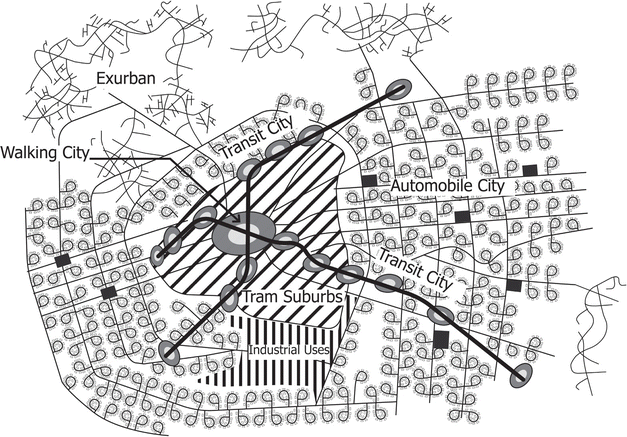 Exurban
Transit City
Walking City
Automobile City
Transit City
Tram Suburbs
Industrial Uses